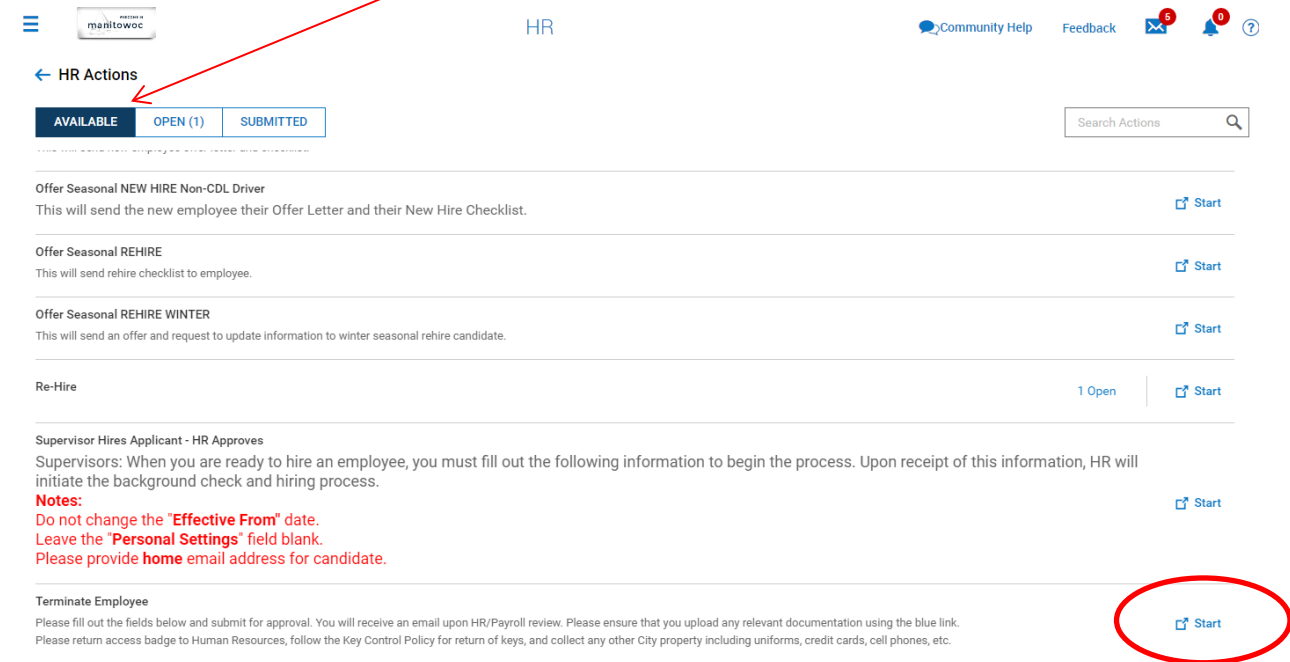 manitowoc
HR
Community Help
Feedback
5
0
?
HR Actions
AVAILABLE
OPEN (1)
SUBMITTED
Search Actions
Offer Seasonal NEW HIRE Non-CDL Driver
This will send the new employee their Offer Letter and their New Hire Checklist.
Start
Offer Seasonal REHIRE
This will send rehire checklist to employee.
Start
Offer Seasonal REHIRE WINTER
This will send an offer and request to update information to winter seasonal rehire candidate.
Start
Re-Hire
1 Open
Start
Supervisor Hires Applicant - HR Approves
Supervisors: When you are ready to hire an employee, you must fill out the following information to begin the process. Upon receipt of this information, HR will
initiate the background check and hiring process.
Notes:
Do not change the "Effective From" date.
Leave the "Personal Settings" field blank.
Please provide home email address for candidate.
Start
Terminate Employee
Please fill out the fields below and submit for approval. You will receive an email upon HR/Payroll review. Please ensure that you upload any relevant documentation using the blue link.
Please return access badge to Human Resources, follow the Key Control Policy for return of keys, and collect any other City property including uniforms, credit cards, cell phones, etc.
Start